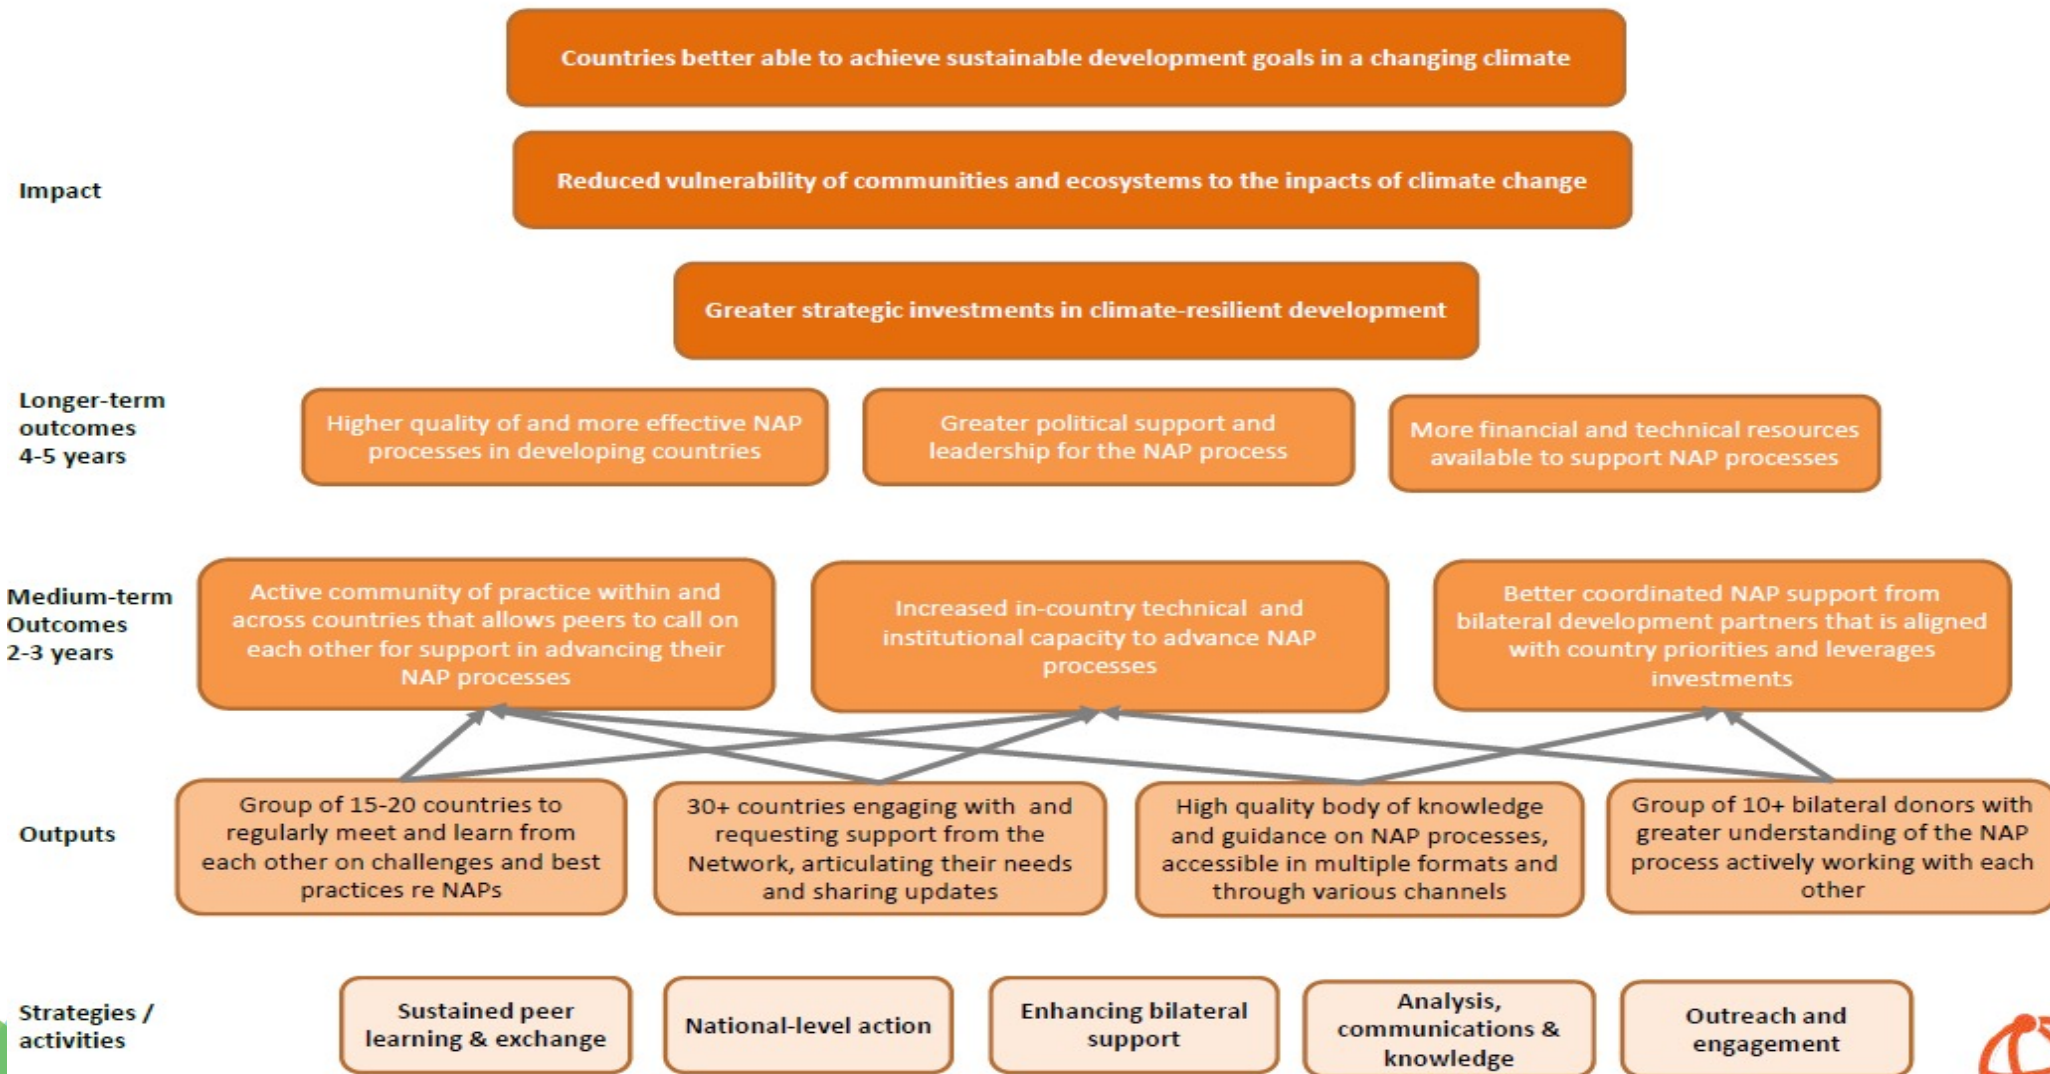 Countries better able to achieve sustainable development goals in a changing climate
Impact
Reduced vulnerability of communities and ecosystems to the inpacts of climate change
Greater strategic investments in climate-resilient development
Longer-term
outcomes
4-5 years
Higher quality of and more effective NAP
processes in developing countries
Greater political support and
leadership for the NAP process
More financial and technical resources
available to support NAP processes
Medium-term
Outcomes
2-3 years
Active community of practice within and
across countries that allows peers to call on
each other for support in advancing their
NAP processes
Increased in-country technical and
institutional capacity to advance NAP
processes
Better coordinated NAP support from
bilateral development partners that is aligned
with country priorities and leverages
investments
Outputs
Group of 15-20 countries to
regularly meet and learn from
each other on challenges and best
practices re NAPs
30+ countries engaging with and
requesting support from the
Network, articulating their needs
and sharing updates
High quality body of knowledge
and guidance on NAP processes,
accessible in multiple formats and
through various channels
Group of 10+ bilateral donors with
greater understanding of the NAP
process actively working with each
other
Strategies /
activities
Sustained peer
learning & exchange
National-level action
Enhancing bilateral
support
Analysis,
communications &
knowledge
Outreach and
engagement